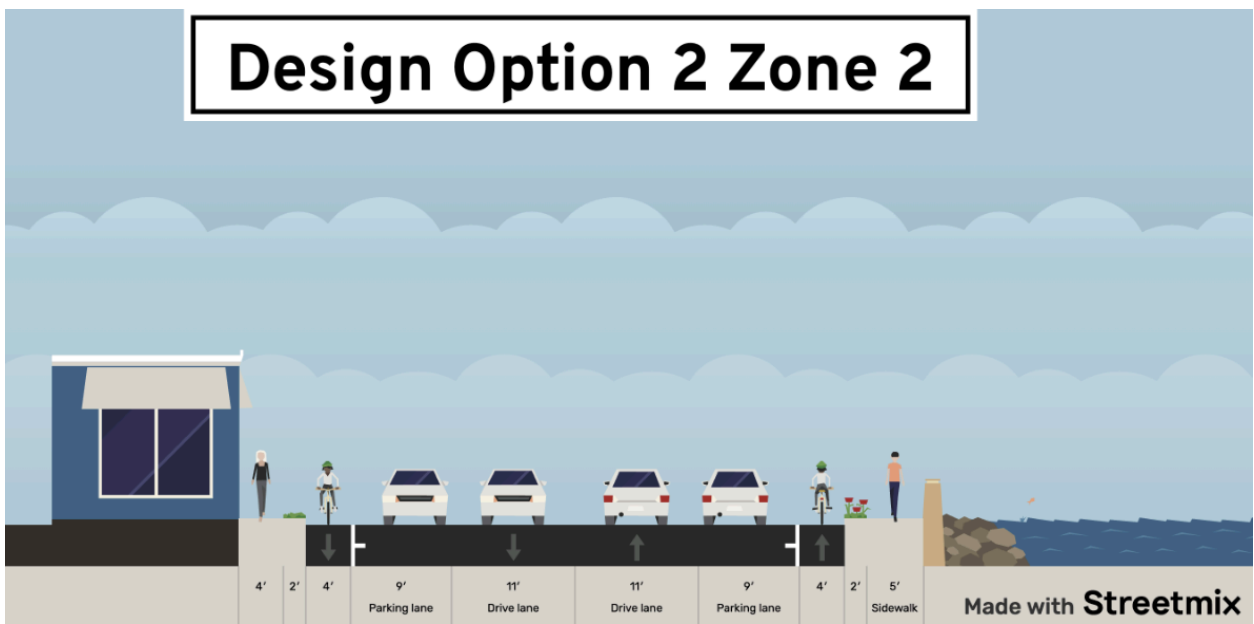 Design Option 2 Zone 2
4' 2' 4' 9' 11' 11' 9' 4' 2' 5'
Parking lane Drive lane Drive lane Parking lane Sidewalk
Made with Streetmix